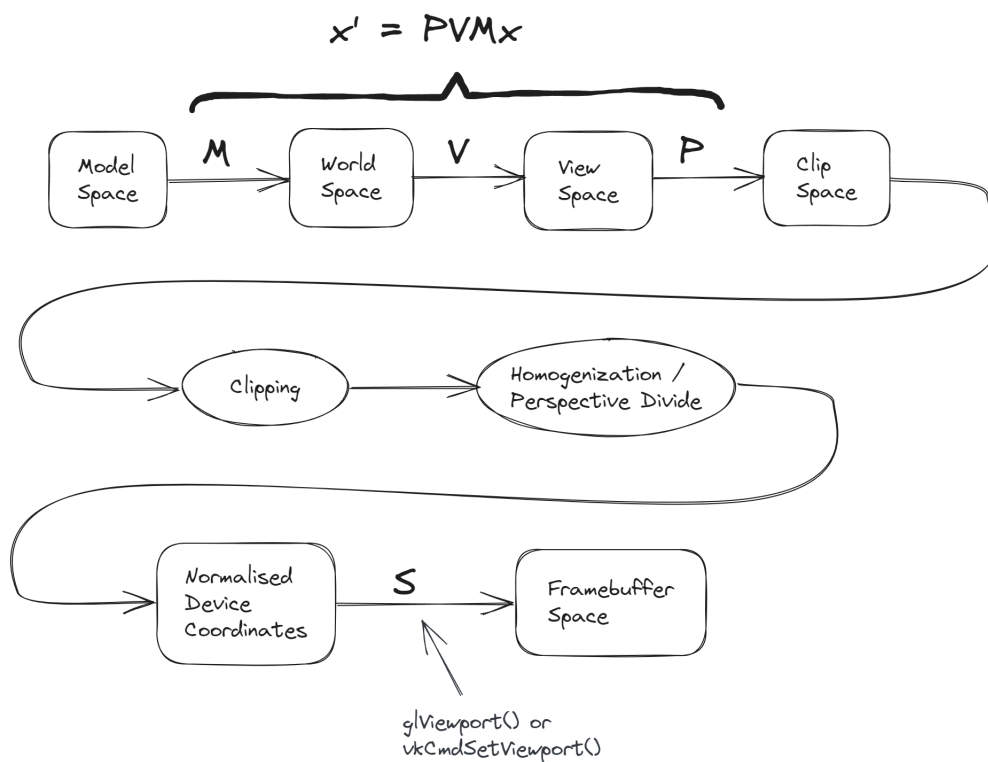 x' = PVMx
M
V
P
Model
Space
World
Space
View
Space
Clip
Space
Clipping
Homogenization /
Perspective Divide
Normalised
Device
Coordinates
S
Framebuffer
Space
glViewport() or
vkCmdSetViewport()